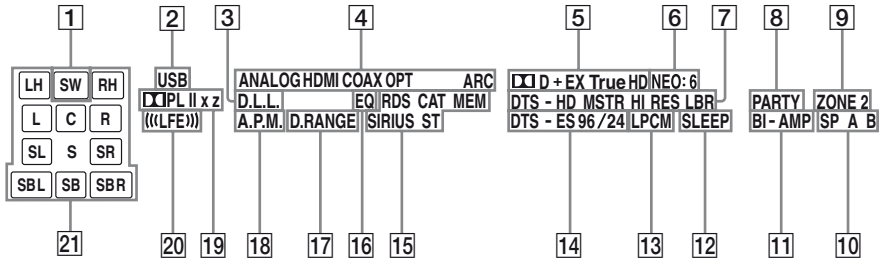 1 2 3 4 5 6 7 8 9
LH SW RH USB ANALOG HDMI COAX OPT ARC D + EX True HD NEO: 6
L C R PL II x z D.L.L. EQ RDS CAT MEM DTS - HD MSTR HI RES LBR PARTY ZONE 2
(((LFE))) A.P.M. D.RANGE SIRIUS ST DTS - ES 96/24 LPCM SLEEP BI - AMP SP A B
SL S SR
SBL SB SBR
21 20 19 18 17 16 15 14 13 12 11 10